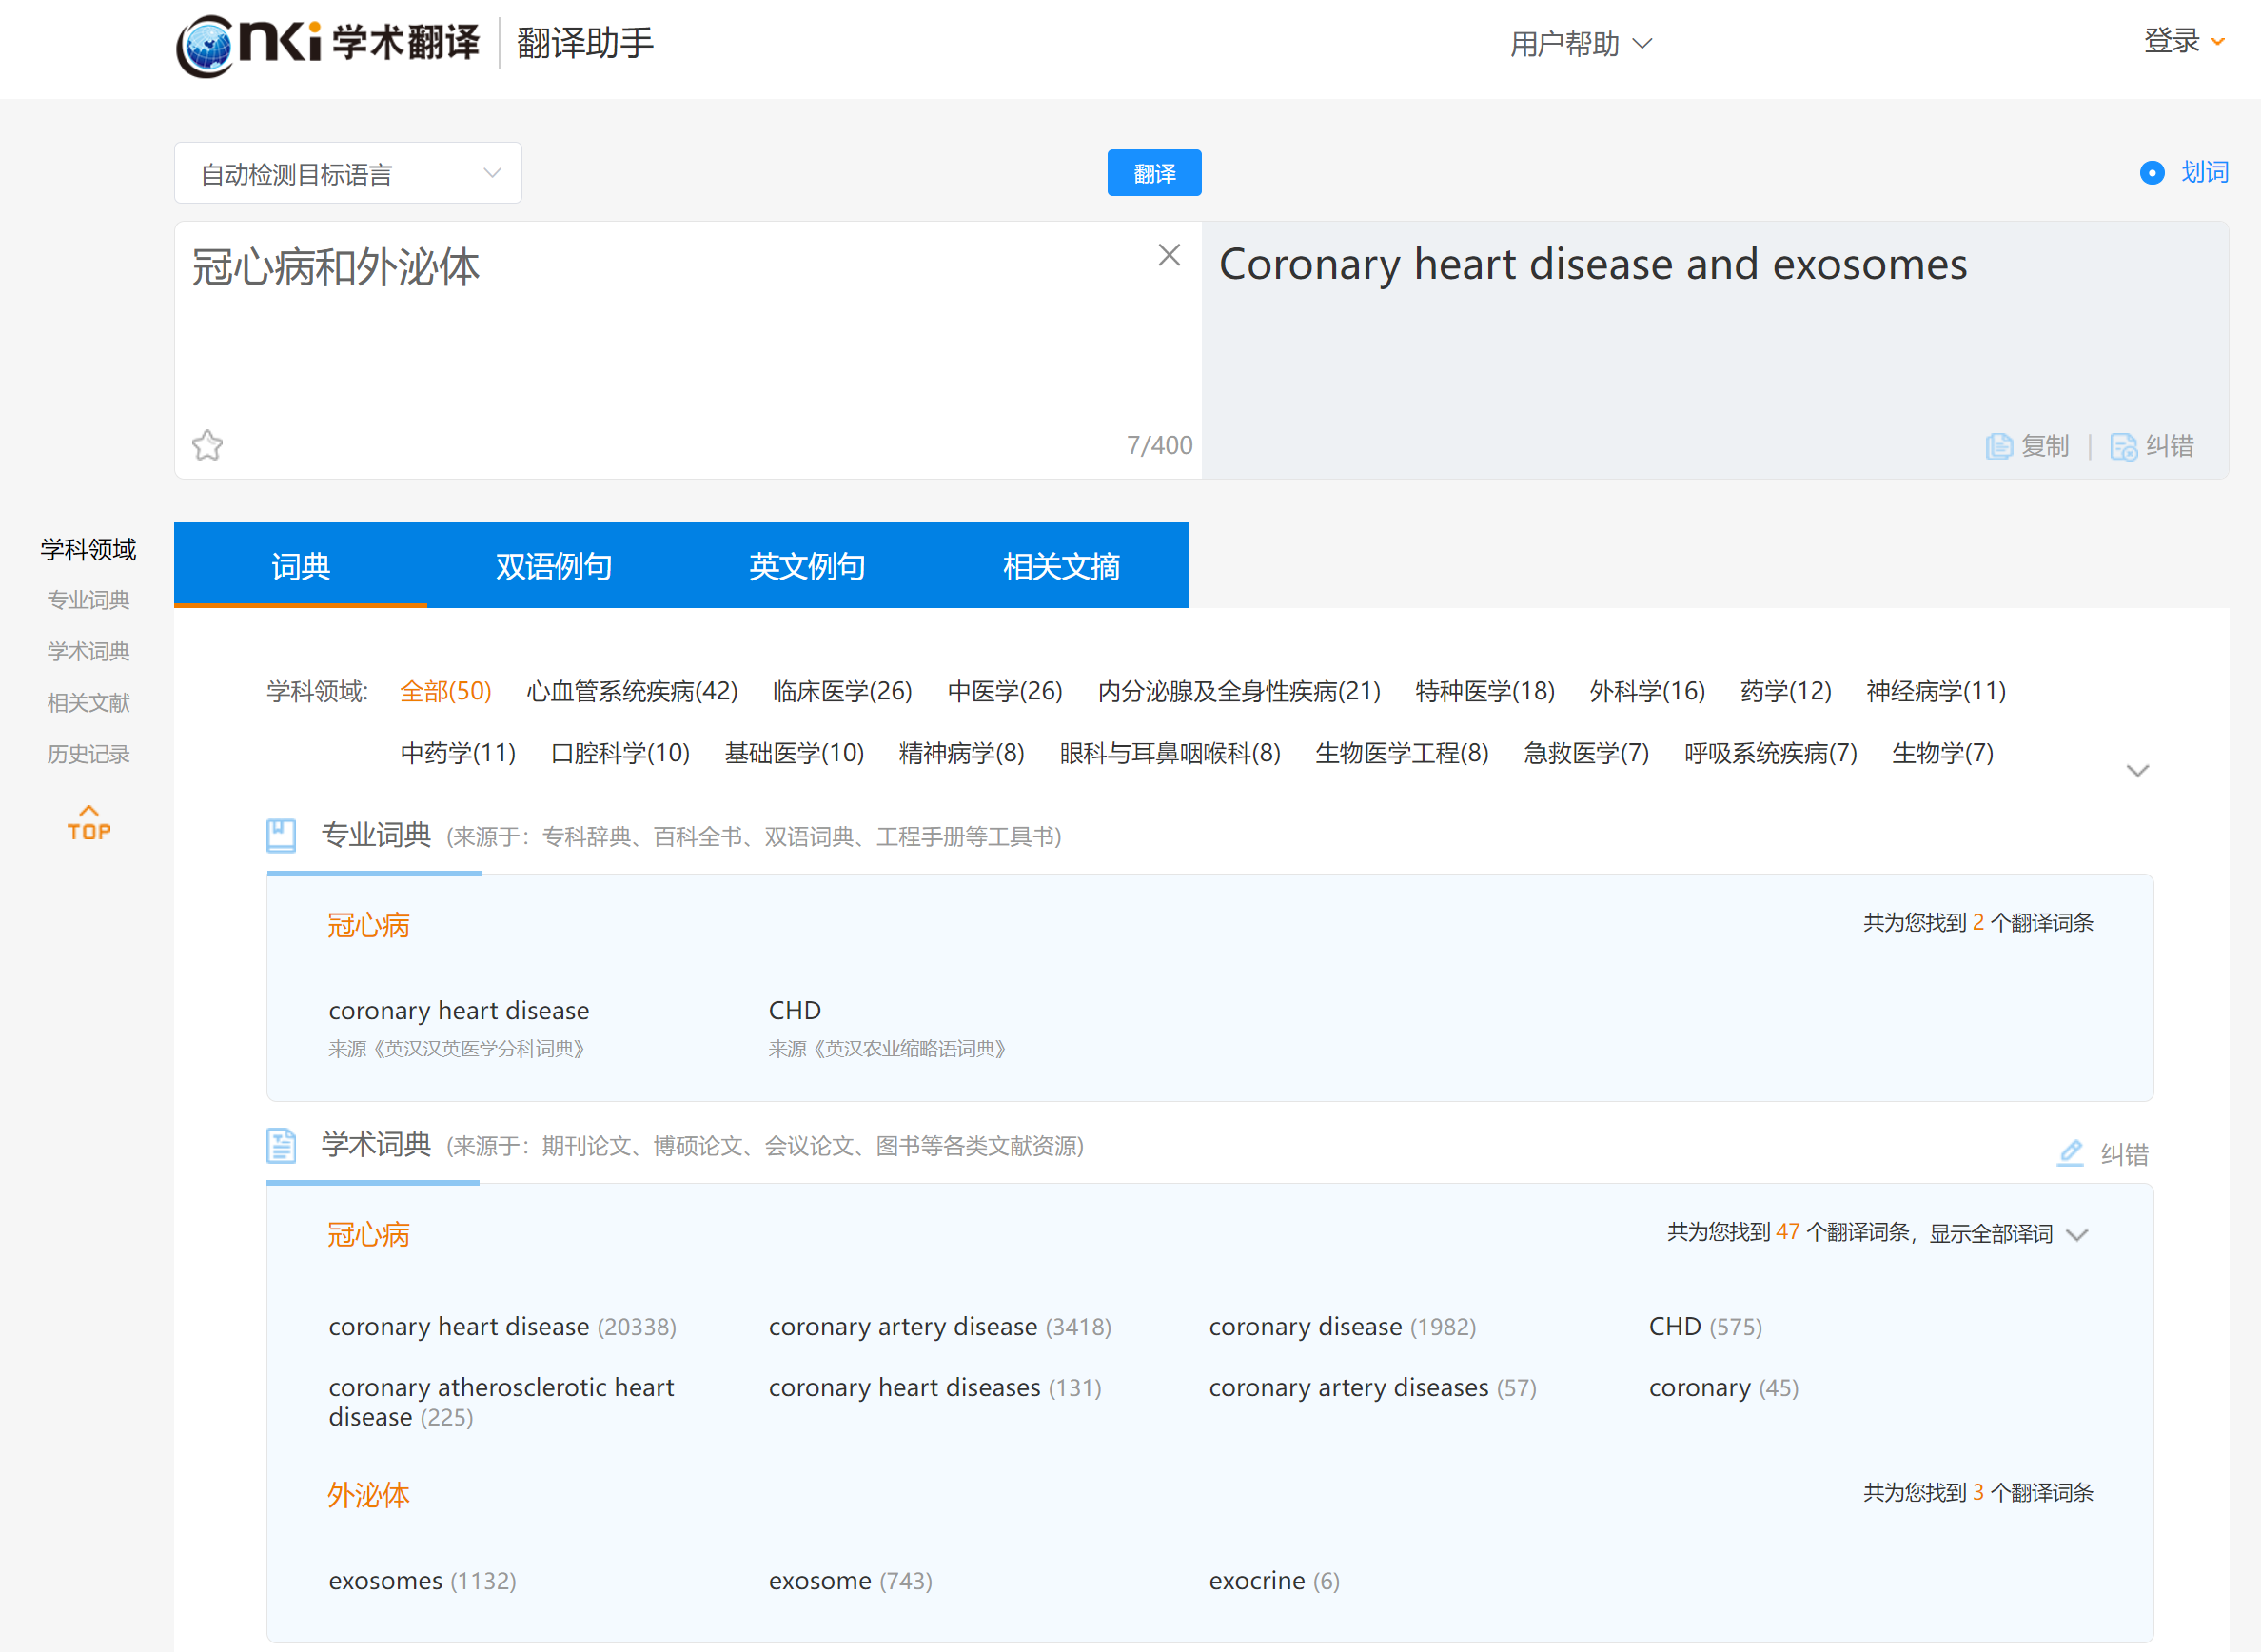 CNKI 学术翻译 翻译助手 用户帮助 登录
自动检测目标语言 翻译 划词
冠心病和外泌体
Coronary heart disease and exosomes
7/400 复制 | 纠错
学科领域
专业词典
学术词典
相关文献
历史记录
TOP
词典 双语例句 英文例句 相关文摘
学科领域: 全部(50) 心血管系统疾病(42) 临床医学(26) 中医学(26) 内分泌腺及全身性疾病(21) 特种医学(18) 外科学(16) 药学(12) 神经病学(11)
中药学(11) 口腔科学(10) 基础医学(10) 精神病学(8) 眼科与耳鼻咽喉科(8) 生物医学工程(8) 急救医学(7) 呼吸系统疾病(7) 生物学(7)
专业词典 (来源于：专科辞典、百科全书、双语词典、工程手册等工具书)
冠心病 共为您找到 2 个翻译词条
coronary heart disease CHD
来源《英汉汉英医学分科词典》 来源《英汉农业缩略语词典》
学术词典 (来源于：期刊论文、博硕论文、会议论文、图书等各类文献资源) 纠错
冠心病 共为您找到 47 个翻译词条，显示全部译词
coronary heart disease (20338) coronary artery disease (3418) coronary disease (1982) CHD (575)
coronary atherosclerotic heart coronary heart diseases (131) coronary artery diseases (57) coronary (45)
disease (225)
外泌体 共为您找到 3 个翻译词条
exosomes (1132) exosome (743) exocrine (6)